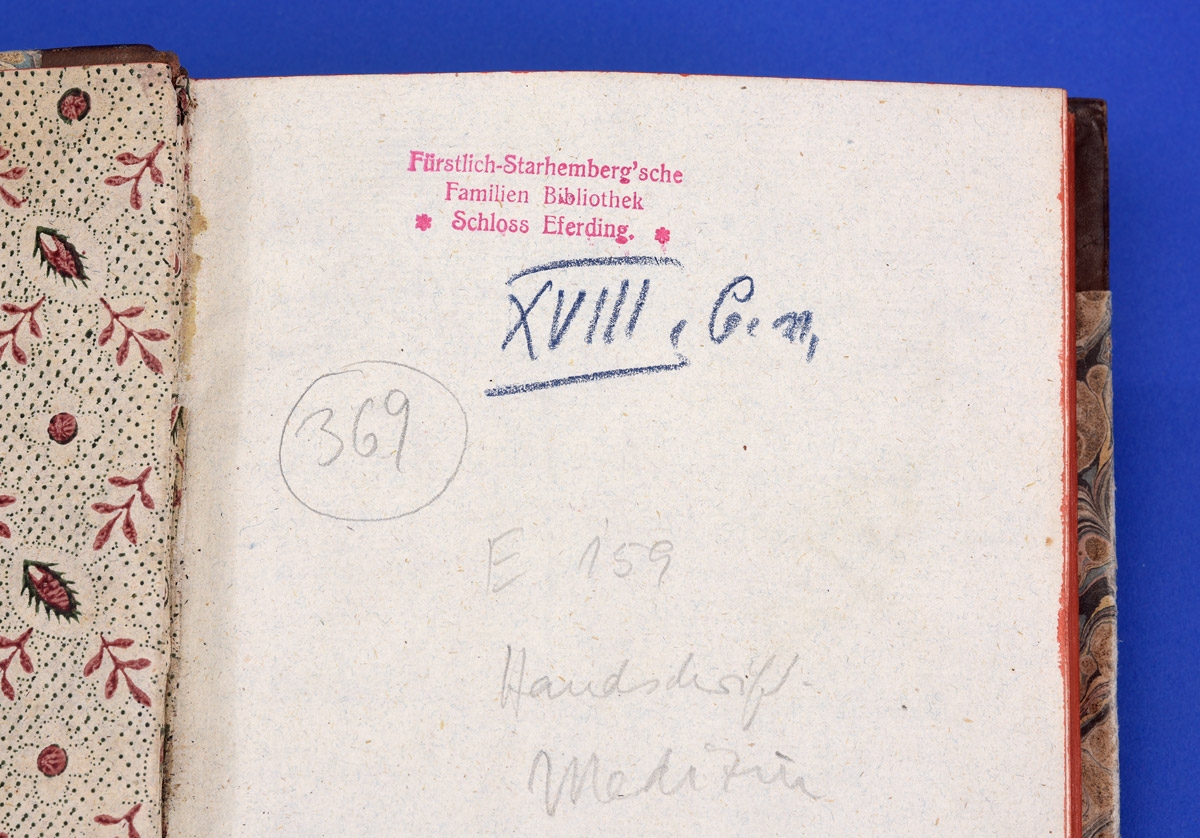 Fürstlich-Starhemberg'sche
Familien Bibliothek
Schloss Eferding.
XVIII, C. n,
369
E 159
Handschrift
Medizin